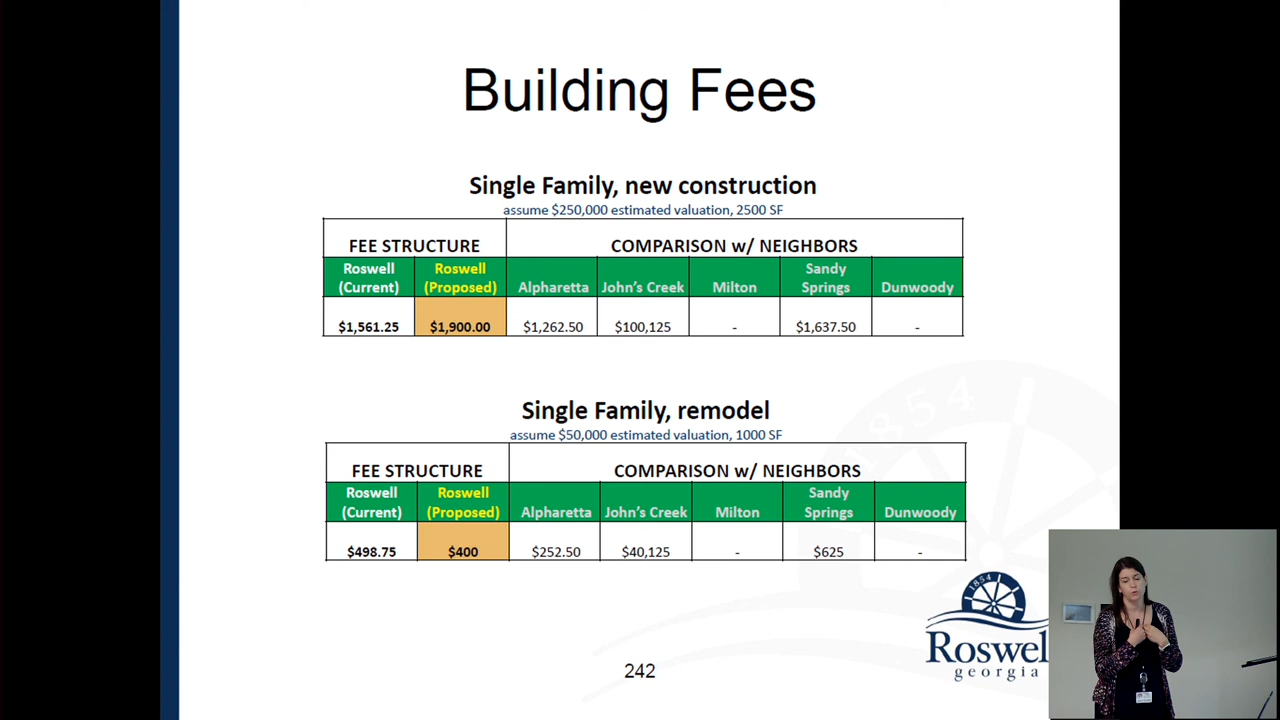 Building Fees
Single Family, new construction
assume $250,000 estimated valuation, 2500 SF
FEE STRUCTURE COMPARISON w/ NEIGHBORS
Roswell (Current) Roswell (Proposed) Alpharetta John's Creek Milton Sandy Springs Dunwoody
$1,561.25 $1,900.00 $1,262.50 $100,125 - $1,637.50 -
Single Family, remodel
assume $50,000 estimated valuation, 1000 SF
FEE STRUCTURE COMPARISON w/ NEIGHBORS
Roswell (Current) Roswell (Proposed) Alpharetta John's Creek Milton Sandy Springs Dunwoody
$498.75 $400 $252.50 $40,125 - $625 -
1854
1854
Roswel
georgia
242